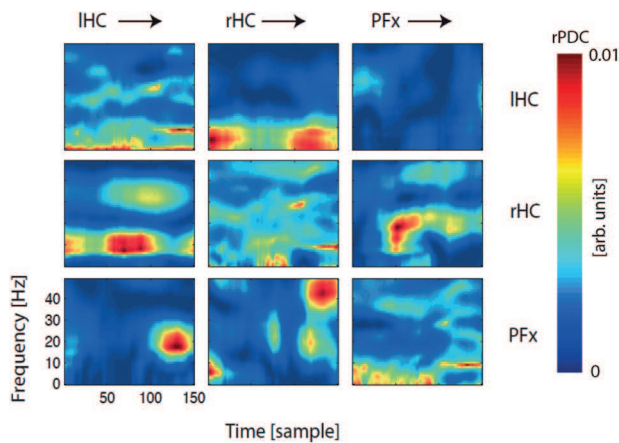 lHC → rHC → PFx →
rPDC
0.01
lHC
rHC
[arb. units]
PFx
0
Frequency [Hz]
40
30
20
10
0
50 100 150
Time [sample]